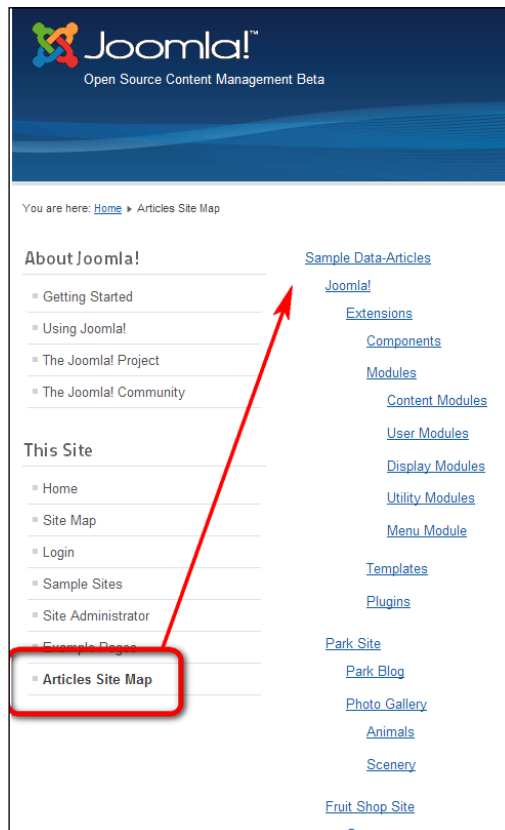 Joomla!™
Open Source Content Management Beta
You are here: Home ▸ Articles Site Map
About Joomla!
Getting Started
Using Joomla!
The Joomla! Project
The Joomla! Community
This Site
Home
Site Map
Login
Sample Sites
Site Administrator
Example Pages
Articles Site Map
Sample Data-Articles
Joomla!
Extensions
Components
Modules
Content Modules
User Modules
Display Modules
Utility Modules
Menu Module
Templates
Plugins
Park Site
Park Blog
Photo Gallery
Animals
Scenery
Fruit Shop Site